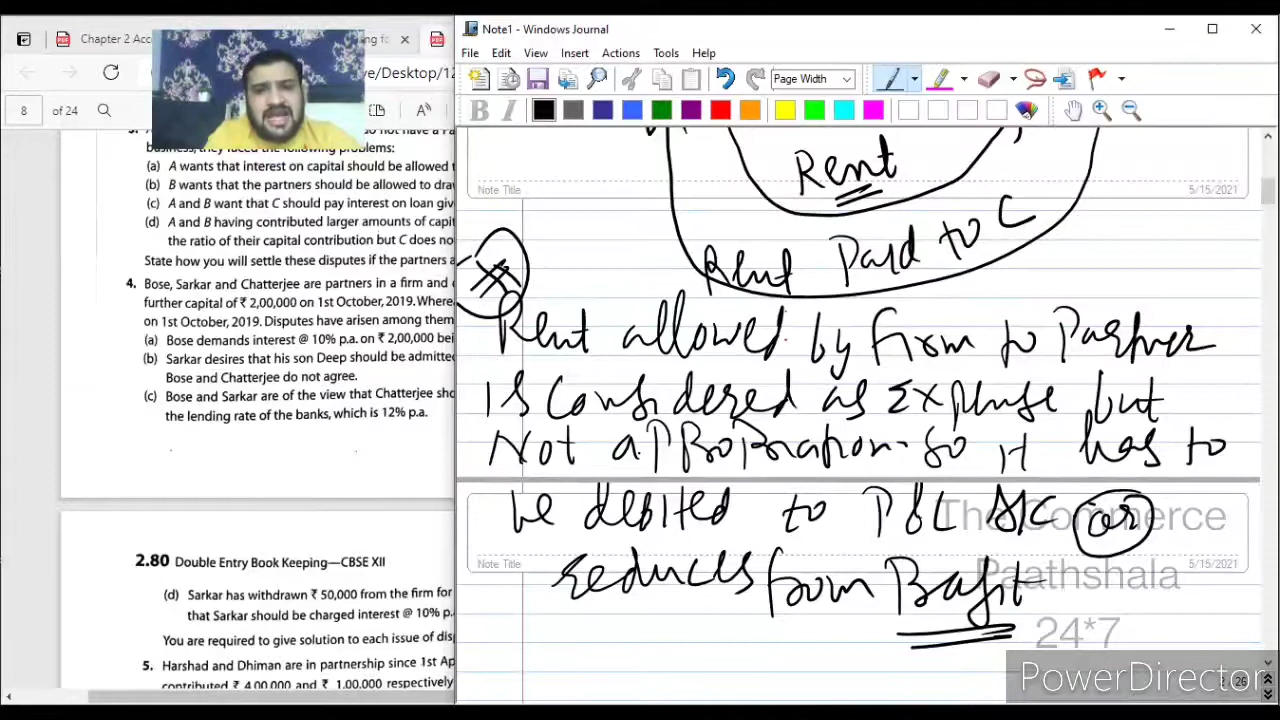 Chapter 2 Acc
ng for
Note1 - Windows Journal
File Edit View Insert Actions Tools Help
ve/Desktop/12
Page Width
8 of 24
B I
business, they faced the following problems:
(a) A wants that interest on capital should be allowed t
(b) B wants that the partners should be allowed to drav
(c) A and B want that C should pay interest on loan giv
(d) A and B having contributed larger amounts of capit
the ratio of their capital contribution but C does no
State how you will settle these disputes if the partners a
4. Bose, Sarkar and Chatterjee are partners in a firm and
further capital of ₹ 2,00,000 on 1st October, 2019. Where
on 1st October, 2019. Disputes have arisen among them
(a) Bose demands interest @ 10% p.a. on ₹ 2,00,000 bei
(b) Sarkar desires that his son Deep should be admitted
Bose and Chatterjee do not agree.
(c) Bose and Sarkar are of the view that Chatterjee sho
the lending rate of the banks, which is 12% p.a.
2.80 Double Entry Book Keeping—CBSE XII
(d) Sarkar has withdrawn ₹ 50,000 from the firm for
that Sarkar should be charged interest @ 10% p.
You are required to give solution to each issue of disp
5. Harshad and Dhiman are in partnership since 1st Ap
contributed ₹ 4,00,000 and ₹ 1,00,000 respectively
Rent
Note Title
5/15/2021
Rent Paid to C
Rent allowed by firm to Partner
is Considered as Expense but
Not appropriation. so it has to
be debited to P&L A/C or
reduces from Profit
Note Title
5/15/2021
The Commerce
Paathshala
24*7
PowerDirector